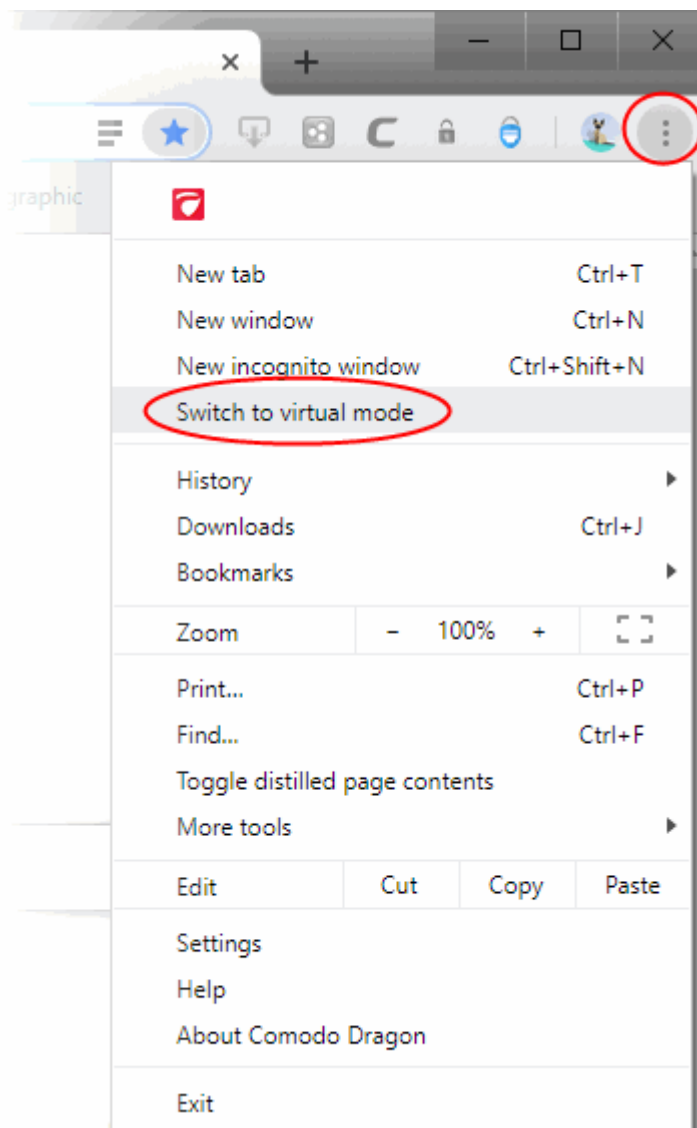 graphic
New tab Ctrl+T
New window Ctrl+N
New incognito window Ctrl+Shift+N
Switch to virtual mode
History
Downloads Ctrl+J
Bookmarks
Zoom - 100% +
Print... Ctrl+P
Find... Ctrl+F
Toggle distilled page contents
More tools
Edit Cut Copy Paste
Settings
Help
About Comodo Dragon
Exit